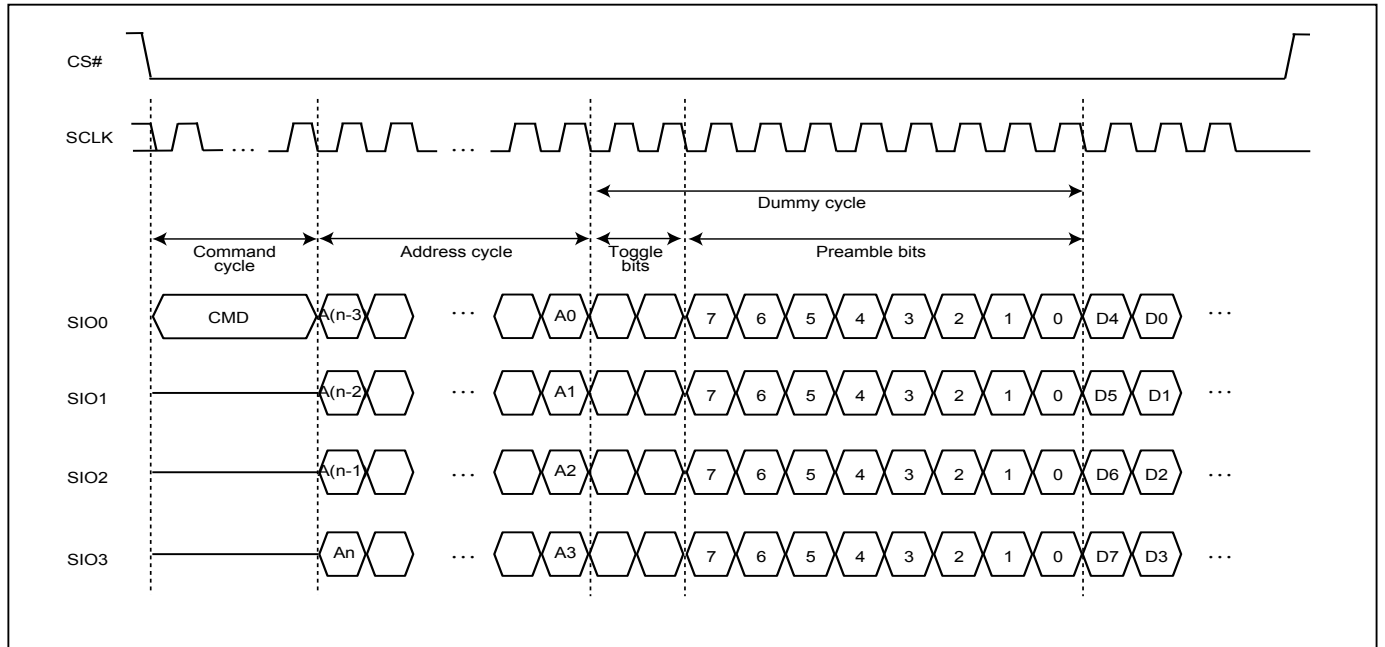 CS#
SCLK ... ...
Dummy cycle
Command cycle Address cycle Toggle bits Preamble bits
SIO0 CMD A(n-3 ... A0 7 6 5 4 3 2 1 0 D4 D0 ...
SIO1 A(n-2 ... A1 7 6 5 4 3 2 1 0 D5 D1 ...
SIO2 A(n-1 ... A2 7 6 5 4 3 2 1 0 D6 D2 ...
SIO3 An ... A3 7 6 5 4 3 2 1 0 D7 D3 ...